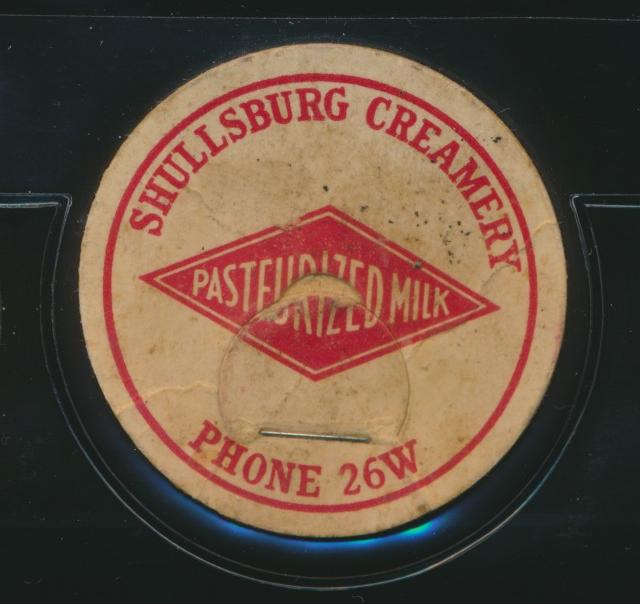 SHULLSBURG CREAMERY
PASTEURIZED MILK
PHONE 26W